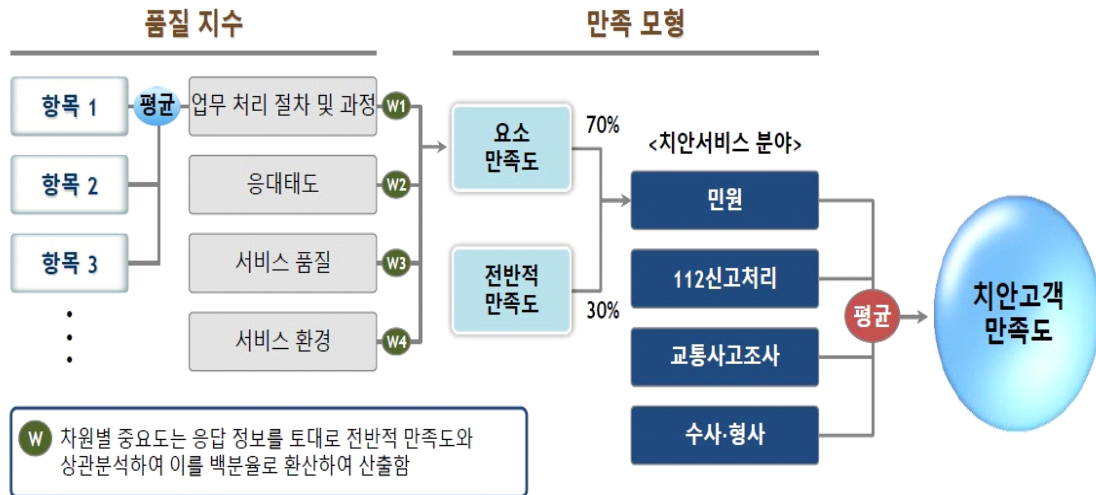 품질 지수
만족 모형
항목 1
평균
업무 처리 절차 및 과정
W1
항목 2
응대태도
W2
항목 3
서비스 품질
W3
서비스 환경
W4
요소
만족도
70%
전반적
만족도
30%
<치안서비스 분야>
민원
112신고처리
교통사고조사
수사·형사
평균
치안고객
만족도
W
차원별 중요도는 응답 정보를 토대로 전반적 만족도와
상관분석하여 이를 백분율로 환산하여 산출함